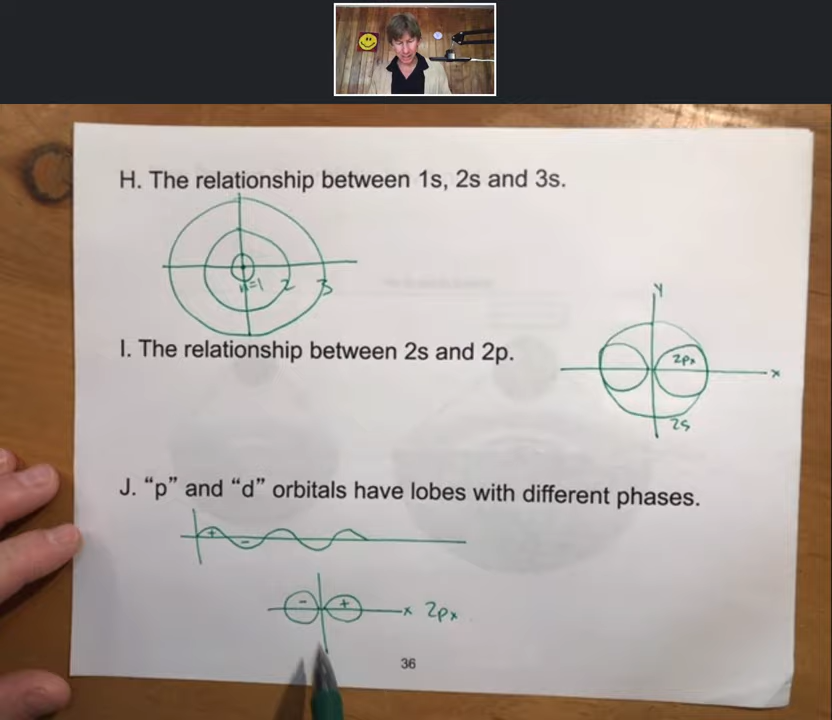 H. The relationship between 1s, 2s and 3s.
n=1 2 3
I. The relationship between 2s and 2p.
y
2px
x
2s
J. “p” and “d” orbitals have lobes with different phases.
+ -
- + x 2px
36